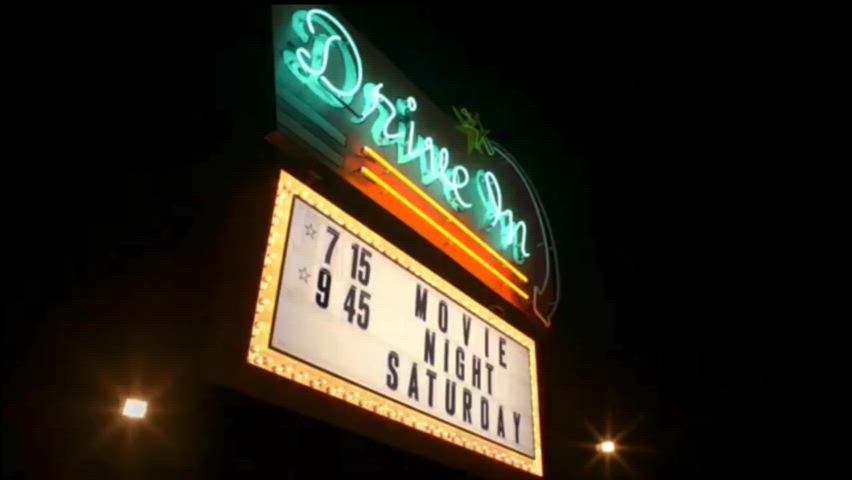 Drive In
7 15
9 45
MOVIE
NIGHT
SATURDAY